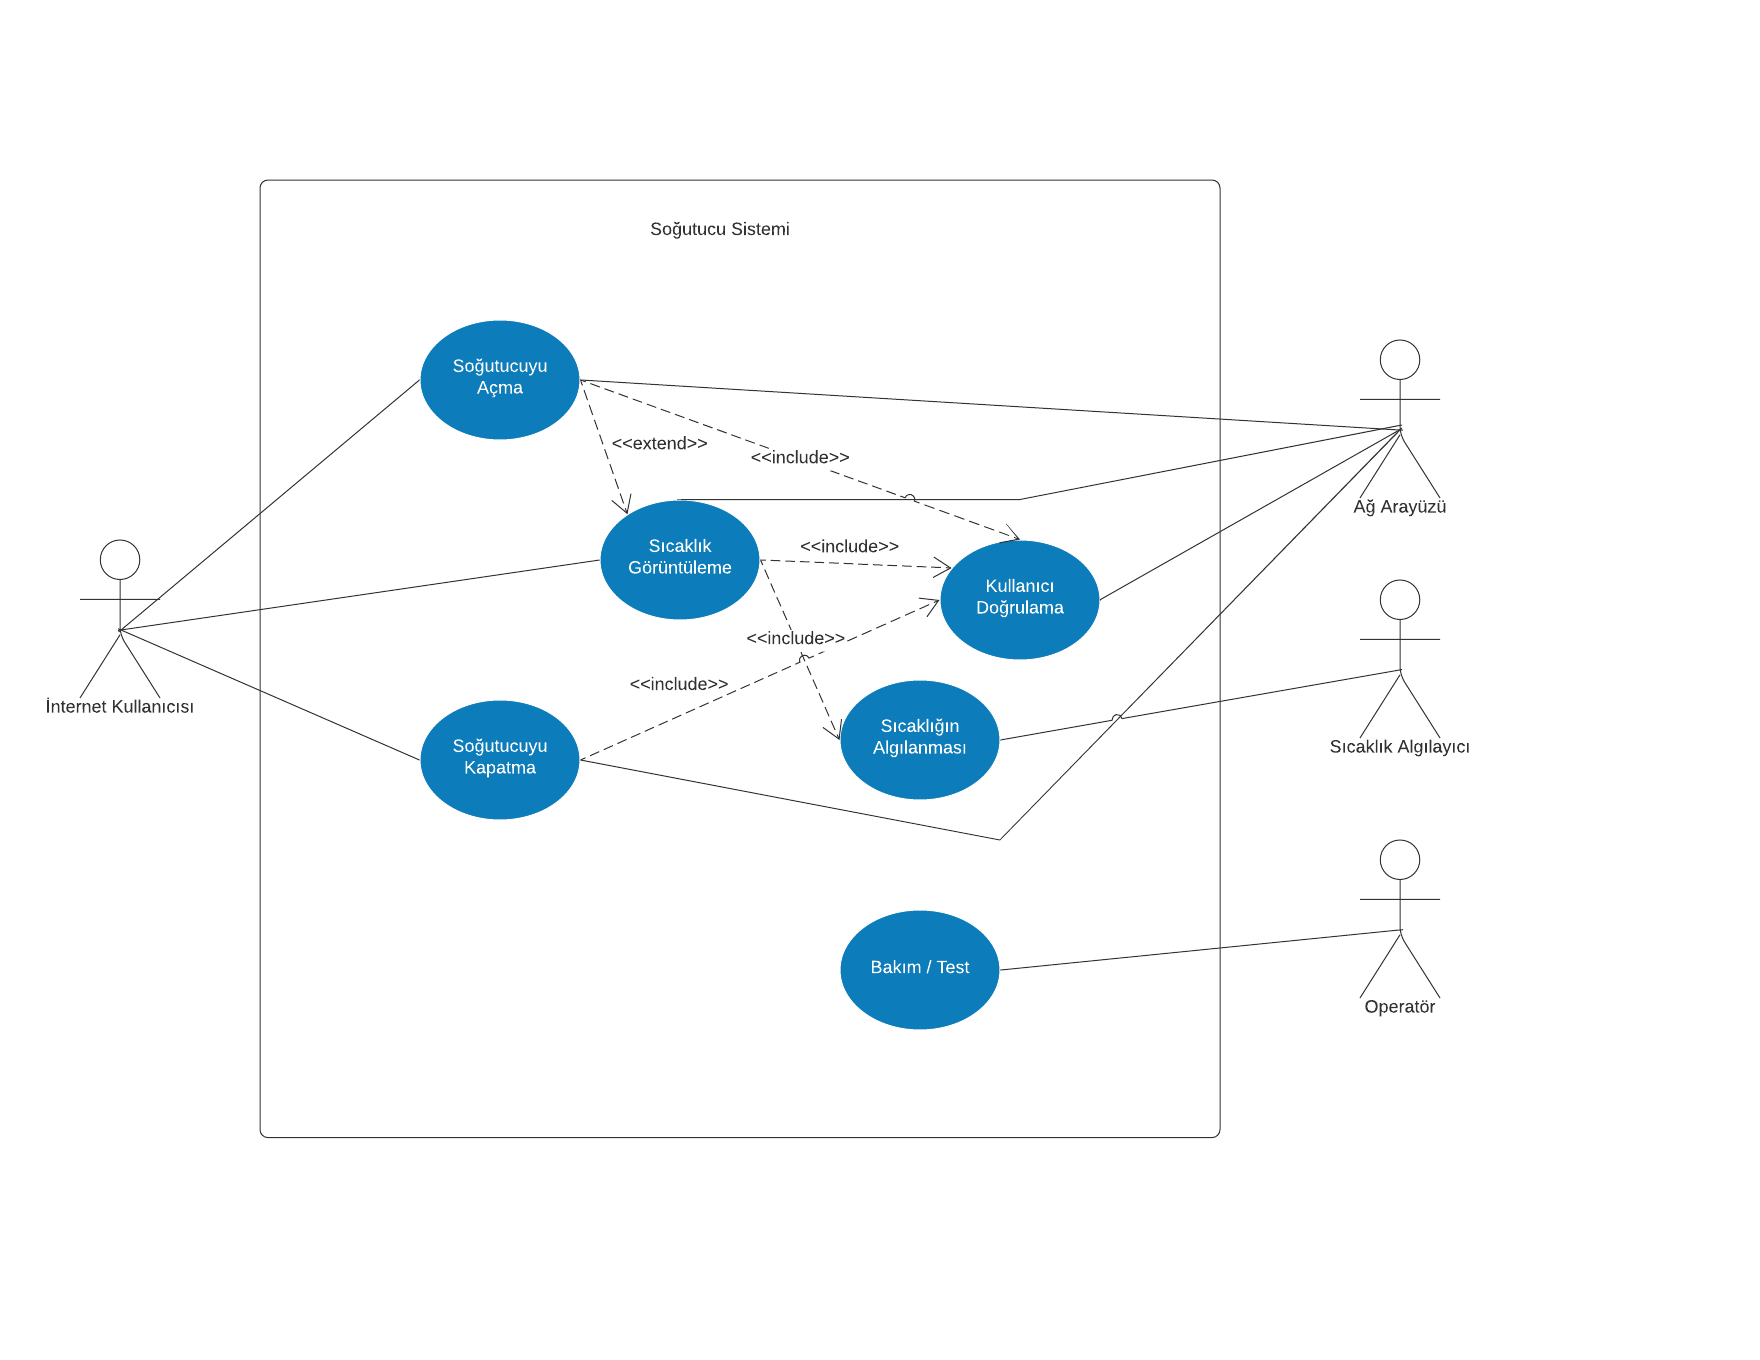 Soğutucu Sistemi
Soğutucuyu
Açma
<<extend>>
<<include>>
Ağ Arayüzü
Sıcaklık
Görüntüleme
<<include>>
Kullanıcı
Doğrulama
<<include>>
<<include>>
İnternet Kullanıcısı
Soğutucuyu
Kapatma
Sıcaklığın
Algılanması
Sıcaklık Algılayıcı
Bakım / Test
Operatör